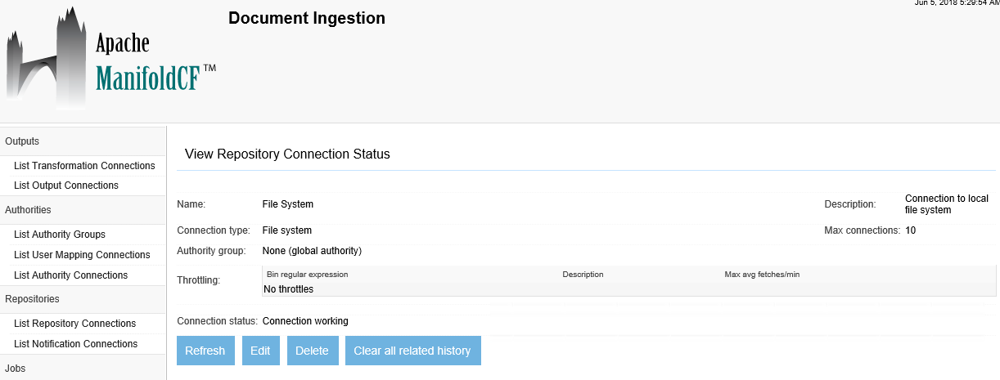 Jun 5, 2018 5:29:54 AM
Document Ingestion
Apache
ManifoldCF TM
Outputs
List Transformation Connections
List Output Connections
Authorities
List Authority Groups
List User Mapping Connections
List Authority Connections
Repositories
List Repository Connections
List Notification Connections
Jobs
View Repository Connection Status
Name: File System Description: Connection to local
file system
Connection type: File system Max connections: 10
Authority group: None (global authority)
Throttling: Bin regular expression Description Max avg fetches/min
No throttles
Connection status: Connection working
Refresh Edit Delete Clear all related history